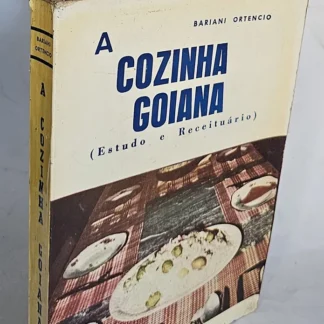 BARIANI ORTENCIO
A
COZINHA
GOIANA
(Estudo e Receituário)
BARIANI
ORTENCIO
A COZINHA GOIANA